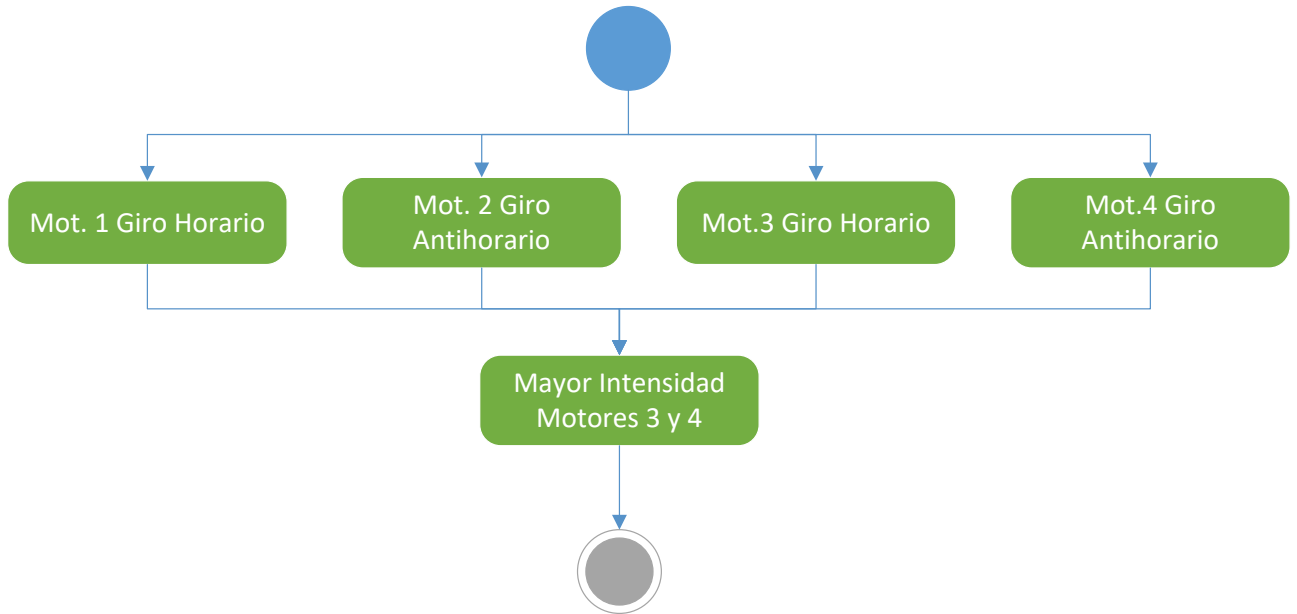 Mot. 1 Giro Horario
Mot. 2 Giro
Antihorario
Mot.3 Giro Horario
Mot.4 Giro
Antihorario
Mayor Intensidad
Motores 3 y 4